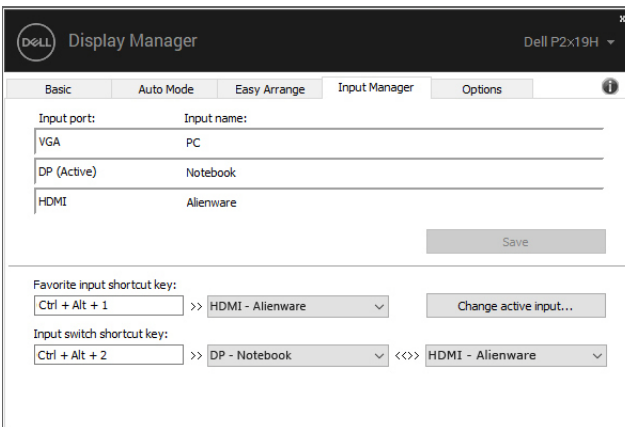 DELL Display Manager Dell P2x19H
x
Basic Auto Mode Easy Arrange Input Manager Options i
Input port: Input name:
VGA PC
DP (Active) Notebook
HDMI Alienware
Save
Favorite input shortcut key:
Ctrl + Alt + 1 >> HDMI - Alienware Change active input...
Input switch shortcut key:
Ctrl + Alt + 2 >> DP - Notebook <<>> HDMI - Alienware